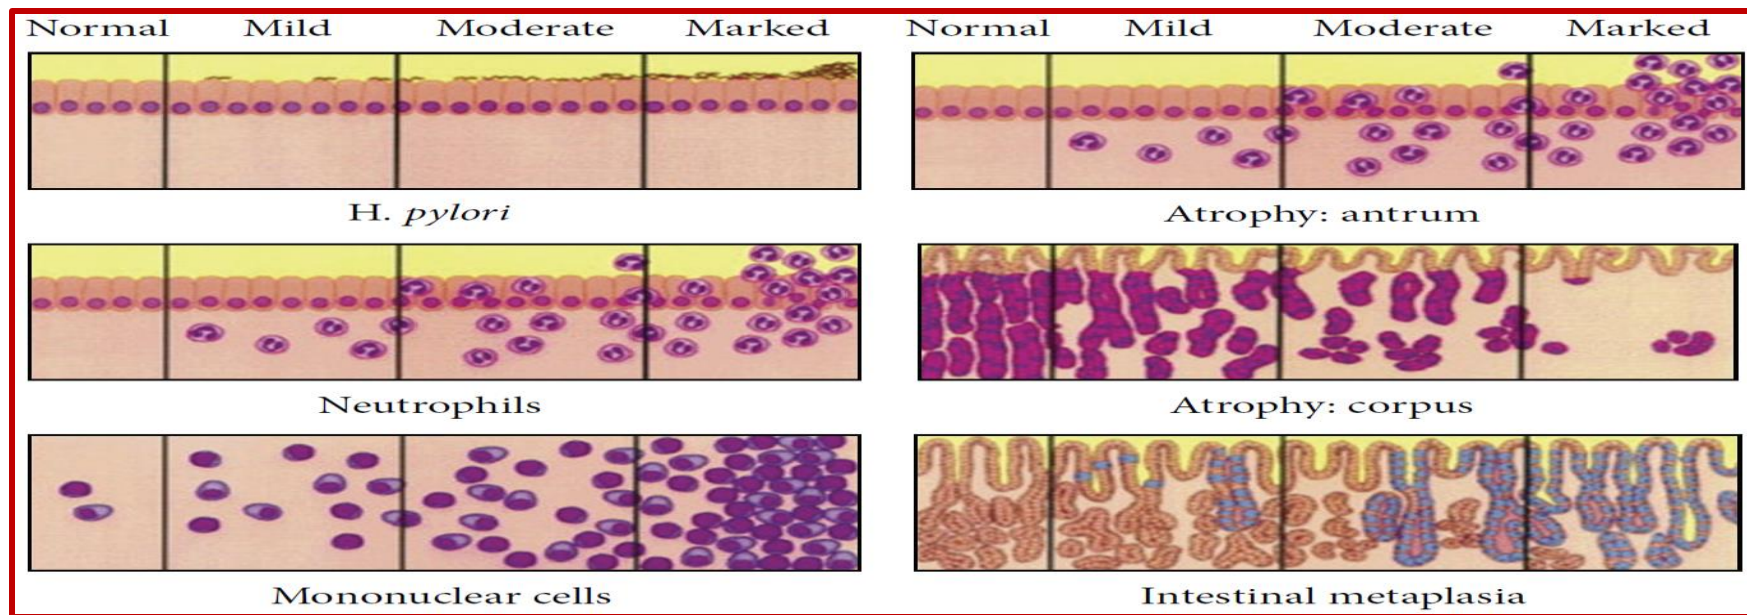 Normal Mild Moderate Marked
H. pylori
Neutrophils
Mononuclear cells
Normal Mild Moderate Marked
Atrophy: antrum
Atrophy: corpus
Intestinal metaplasia